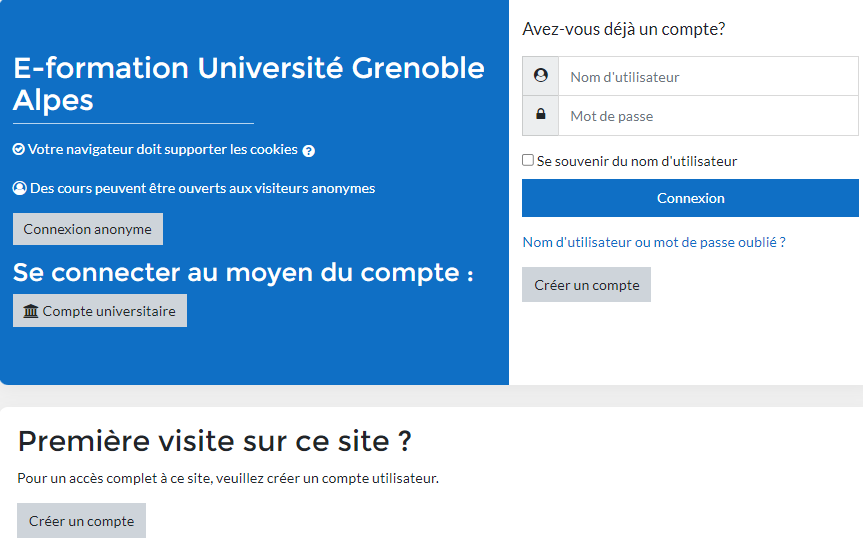 E-formation Université Grenoble
Alpes
Votre navigateur doit supporter les cookies
Des cours peuvent être ouverts aux visiteurs anonymes
Connexion anonyme
Se connecter au moyen du compte :
Compte universitaire
Avez-vous déjà un compte?
Nom d'utilisateur
Mot de passe
Se souvenir du nom d'utilisateur
Connexion
Nom d'utilisateur ou mot de passe oublié ?
Créer un compte
Première visite sur ce site ?
Pour un accès complet à ce site, veuillez créer un compte utilisateur.
Créer un compte